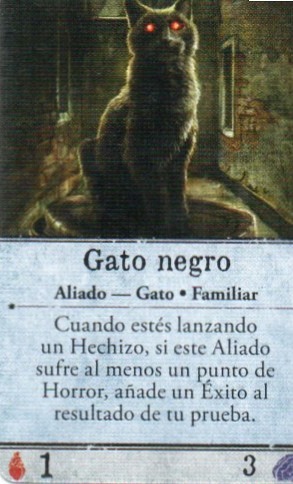 Gato negro
Aliado — Gato • Familiar
Cuando estés lanzando
un Hechizo, si este Aliado
sufre al menos un punto de
Horror, añade un Éxito al
resultado de tu prueba.
1 3